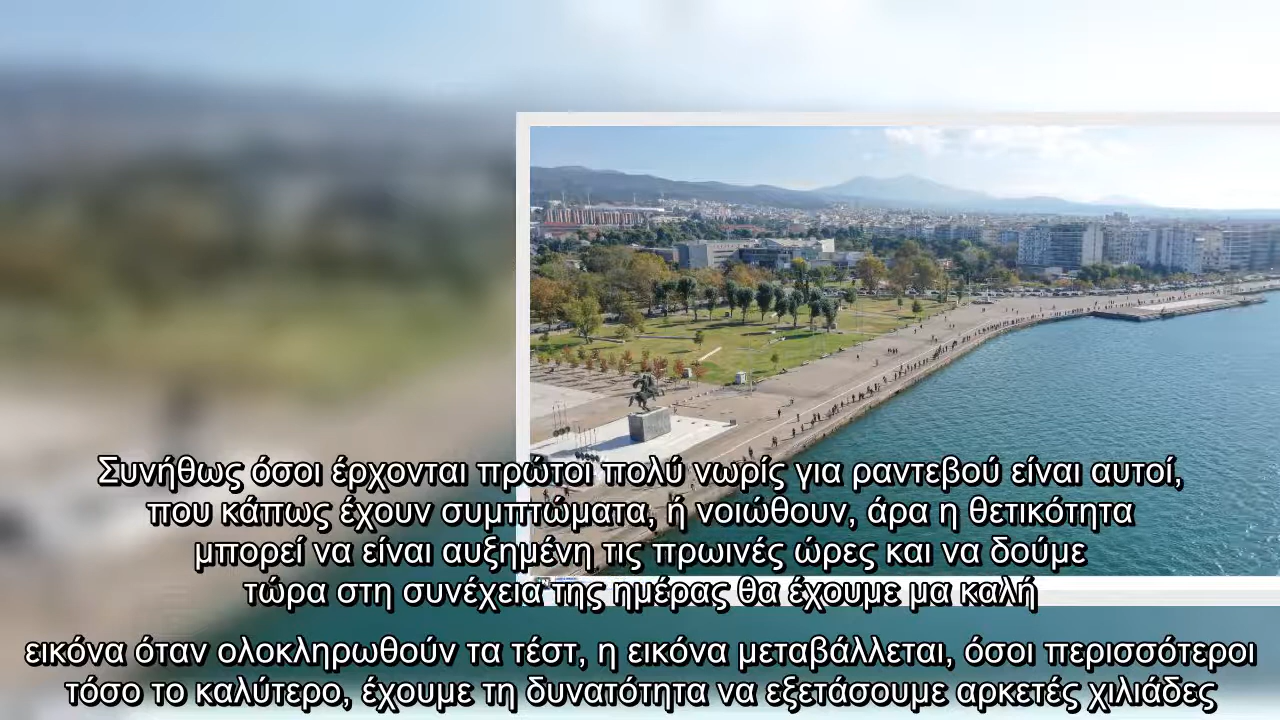 Συνήθως όσοι έρχονται πρώτοι πολύ νωρίς για ραντεβού είναι αυτοί,
που κάπως έχουν συμπτώματα, ή νοιώθουν, άρα η θετικότητα
μπορεί να είναι αυξημένη τις πρωινές ώρες και να δούμε
τώρα στη συνέχεια της ημέρας θα έχουμε μα καλή
εικόνα όταν ολοκληρωθούν τα τέστ, η εικόνα μεταβάλλεται, όσοι περισσότεροι
τόσο το καλύτερο, έχουμε τη δυνατότητα να εξετάσουμε αρκετές χιλιάδες